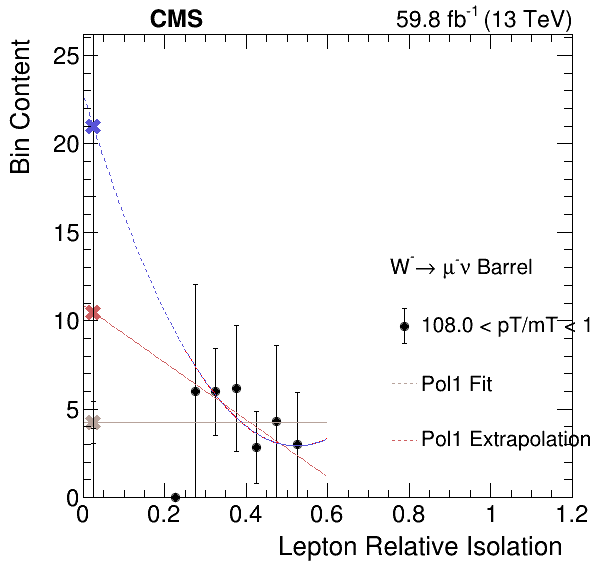 CMS
59.8 fb⁻¹ (13 TeV)
Bin Content
25
20
15
10
5
0
W⁻→ μ⁻ν Barrel
108.0 < pT/mT < 1
Pol1 Fit
Pol1 Extrapolation
0 0.2 0.4 0.6 0.8 1 1.2
Lepton Relative Isolation